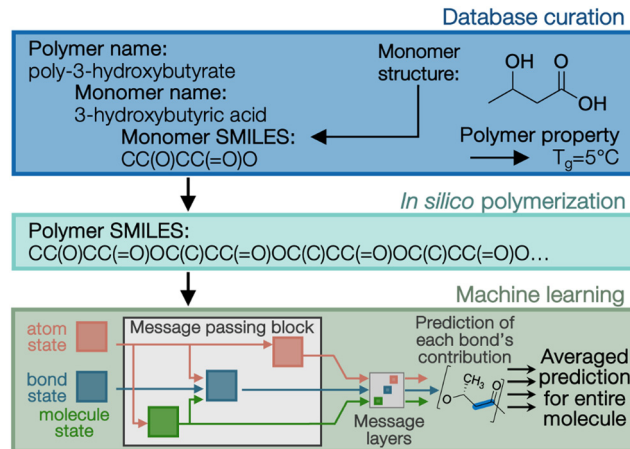 Database curation
Polymer name:
poly-3-hydroxybutyrate
Monomer name:
3-hydroxybutyric acid
Monomer SMILES:
CC(O)CC(=O)O
Monomer
structure:
OH
O
OH
Polymer property
Tg=5°C
In silico polymerization
Polymer SMILES:
CC(O)CC(=O)OC(C)CC(=O)OC(C)CC(=O)OC(C)CC(=O)O…
Machine learning
atom
state
bond
state
molecule
state
Message passing block
Message
layers
Prediction of
each bond's
contribution
CH3
O
O
Averaged
prediction
for entire
molecule